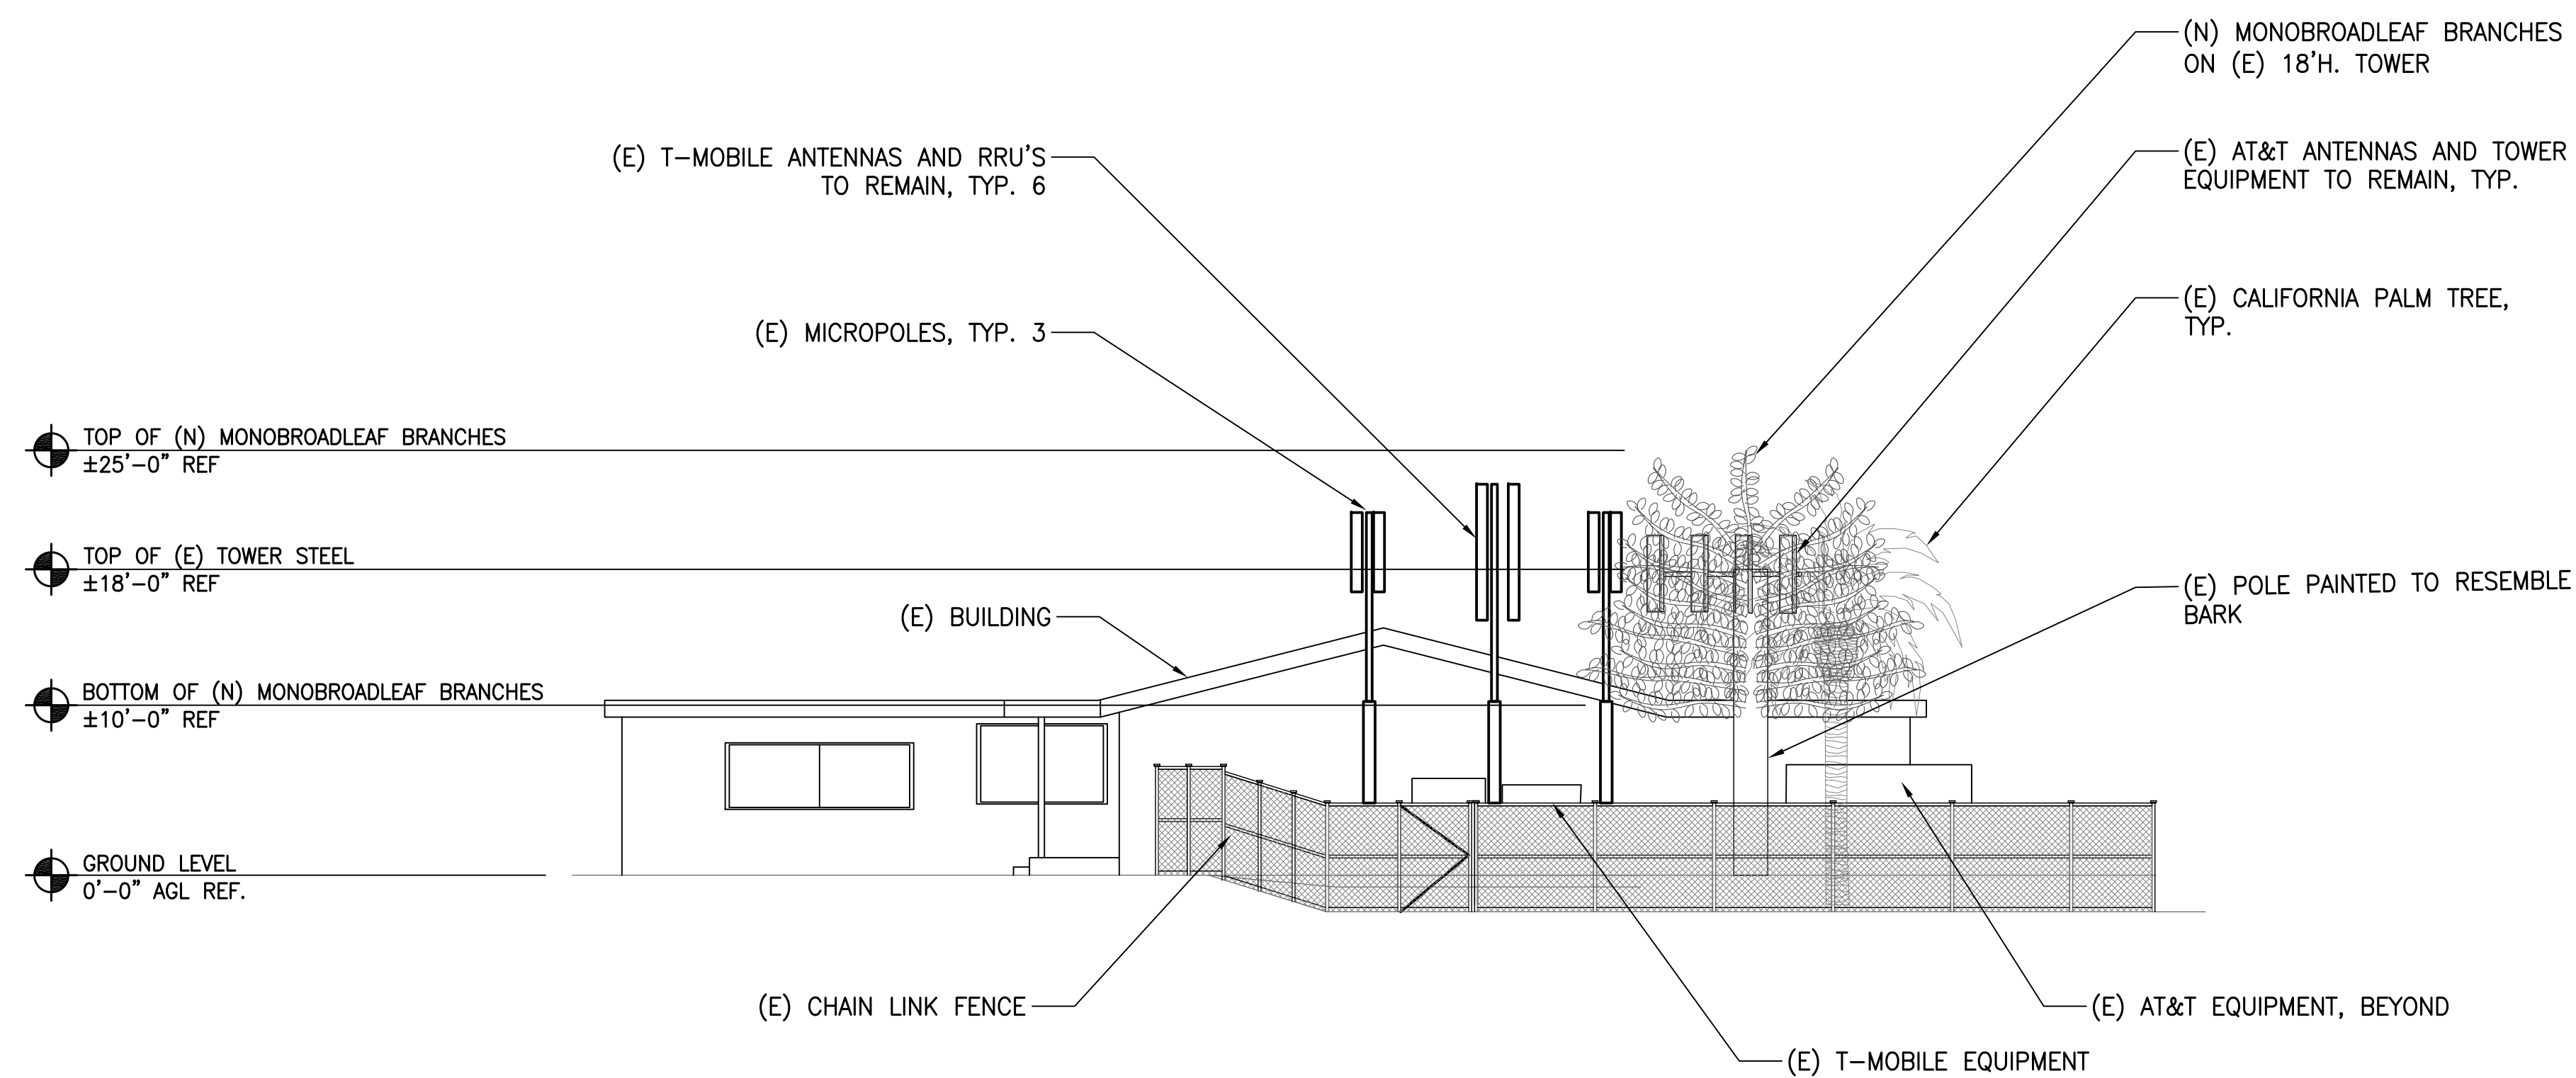 (N) MONOBROADLEAF BRANCHES
ON (E) 18'H. TOWER
(E) T-MOBILE ANTENNAS AND RRU'S
TO REMAIN, TYP. 6
(E) AT&T ANTENNAS AND TOWER
EQUIPMENT TO REMAIN, TYP.
(E) CALIFORNIA PALM TREE,
TYP.
(E) MICROPOLES, TYP. 3
TOP OF (N) MONOBROADLEAF BRANCHES
±25'-0" REF
TOP OF (E) TOWER STEEL
±18'-0" REF
(E) POLE PAINTED TO RESEMBLE
BARK
(E) BUILDING
BOTTOM OF (N) MONOBROADLEAF BRANCHES
±10'-0" REF
GROUND LEVEL
0'-0" AGL REF.
(E) CHAIN LINK FENCE
(E) AT&T EQUIPMENT, BEYOND
(E) T-MOBILE EQUIPMENT